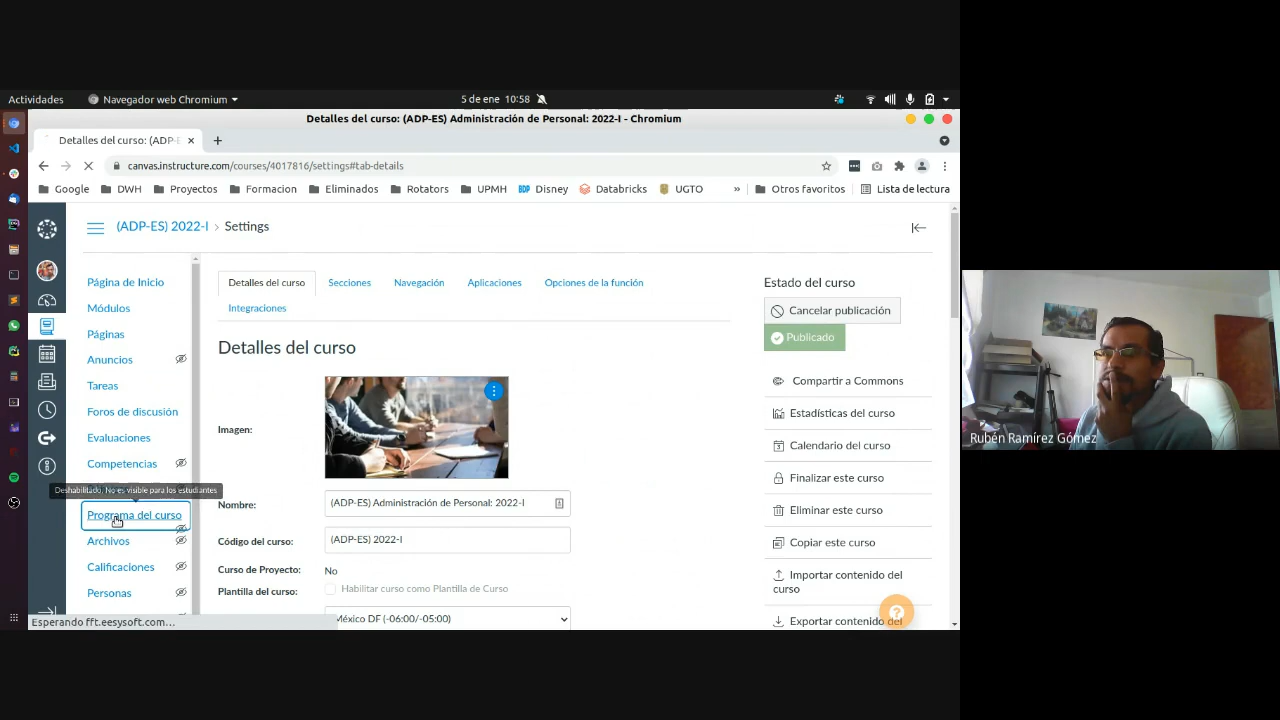 Actividades
Navegador web Chromium
5 de ene 10:58
Detalles del curso: (ADP-ES) Administración de Personal: 2022-I - Chromium
Detalles del curso: (ADP-E
canvas.instructure.com/courses/4017816/settings#tab-details
Google DWH Proyectos Formacion Eliminados Rotators UPMH Disney Databricks UGTO » Otros favoritos Lista de lectura
(ADP-ES) 2022-I > Settings
Página de Inicio
Módulos
Páginas
Anuncios
Tareas
Foros de discusión
Evaluaciones
Competencias
Deshabilitado. No es visible para los estudiantes
Programa del curso
Archivos
Calificaciones
Personas
Esperando fft.eesysoft.com...
Detalles del curso Secciones Navegación Aplicaciones Opciones de la función
Integraciones
Detalles del curso
Imagen:
Nombre: (ADP-ES) Administración de Personal: 2022-I
Código del curso: (ADP-ES) 2022-I
Curso de Proyecto: No
Plantilla del curso: Habilitar curso como Plantilla de Curso
México DF (-06:00/-05:00)
Estado del curso
Cancelar publicación
Publicado
Compartir a Commons
Estadísticas del curso
Calendario del curso
Finalizar este curso
Eliminar este curso
Copiar este curso
Importar contenido del
curso
Exportar contenido del
Rubén Ramírez Gómez